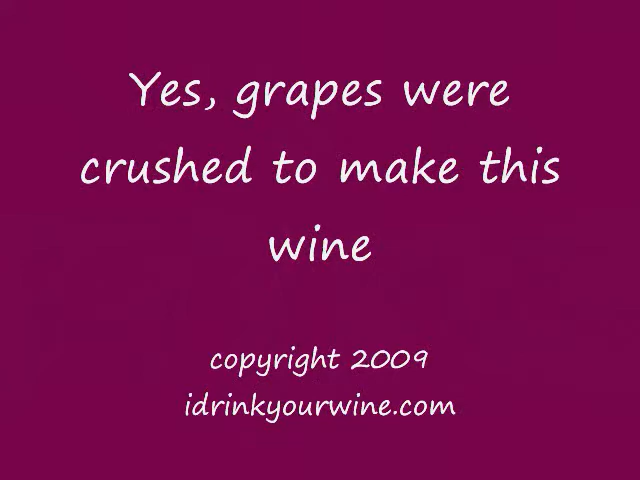 Yes, grapes were
crushed to make this
wine
copyright 2009
idrinkyourwine.com